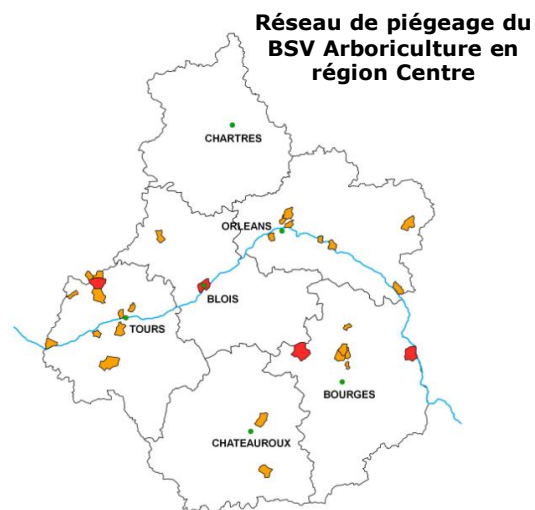 Réseau de piégeage du
BSV Arboriculture en
région Centre
CHARTRES
ORLEANS
BLOIS
TOURS
BOURGES
CHATEAUROUX